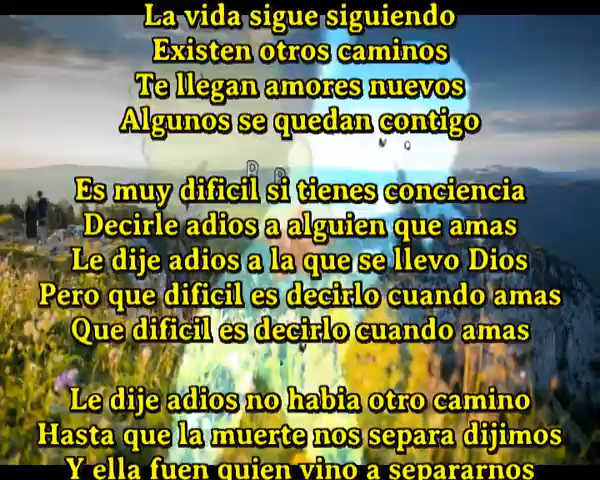 La vida sigue siguiendo
Existen otros caminos
Te llegan amores nuevos
Algunos se quedan contigo
Es muy dificil si tienes conciencia
Decirle adios a alguien que amas
Le dije adios a la que se llevo Dios
Pero que dificil es decirlo cuando amas
Que dificil es decirlo cuando amas
Le dije adios no habia otro camino
Hasta que la muerte nos separa dijimos
Y ella fuen quien vino a separarnos